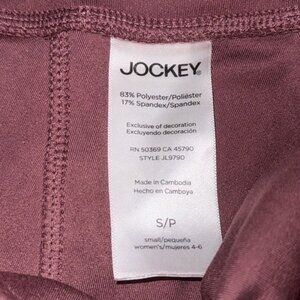 JOCKEY®
83% Polyester/Poliéster
17% Spandex/Spandex
Exclusive of decoration
Excluyendo decoración
RN 50369 CA 45790
STYLE JL9790
Made in Cambodia
Hecho en Camboya
S/P
small/pequeña
women's/mujeres 4-6